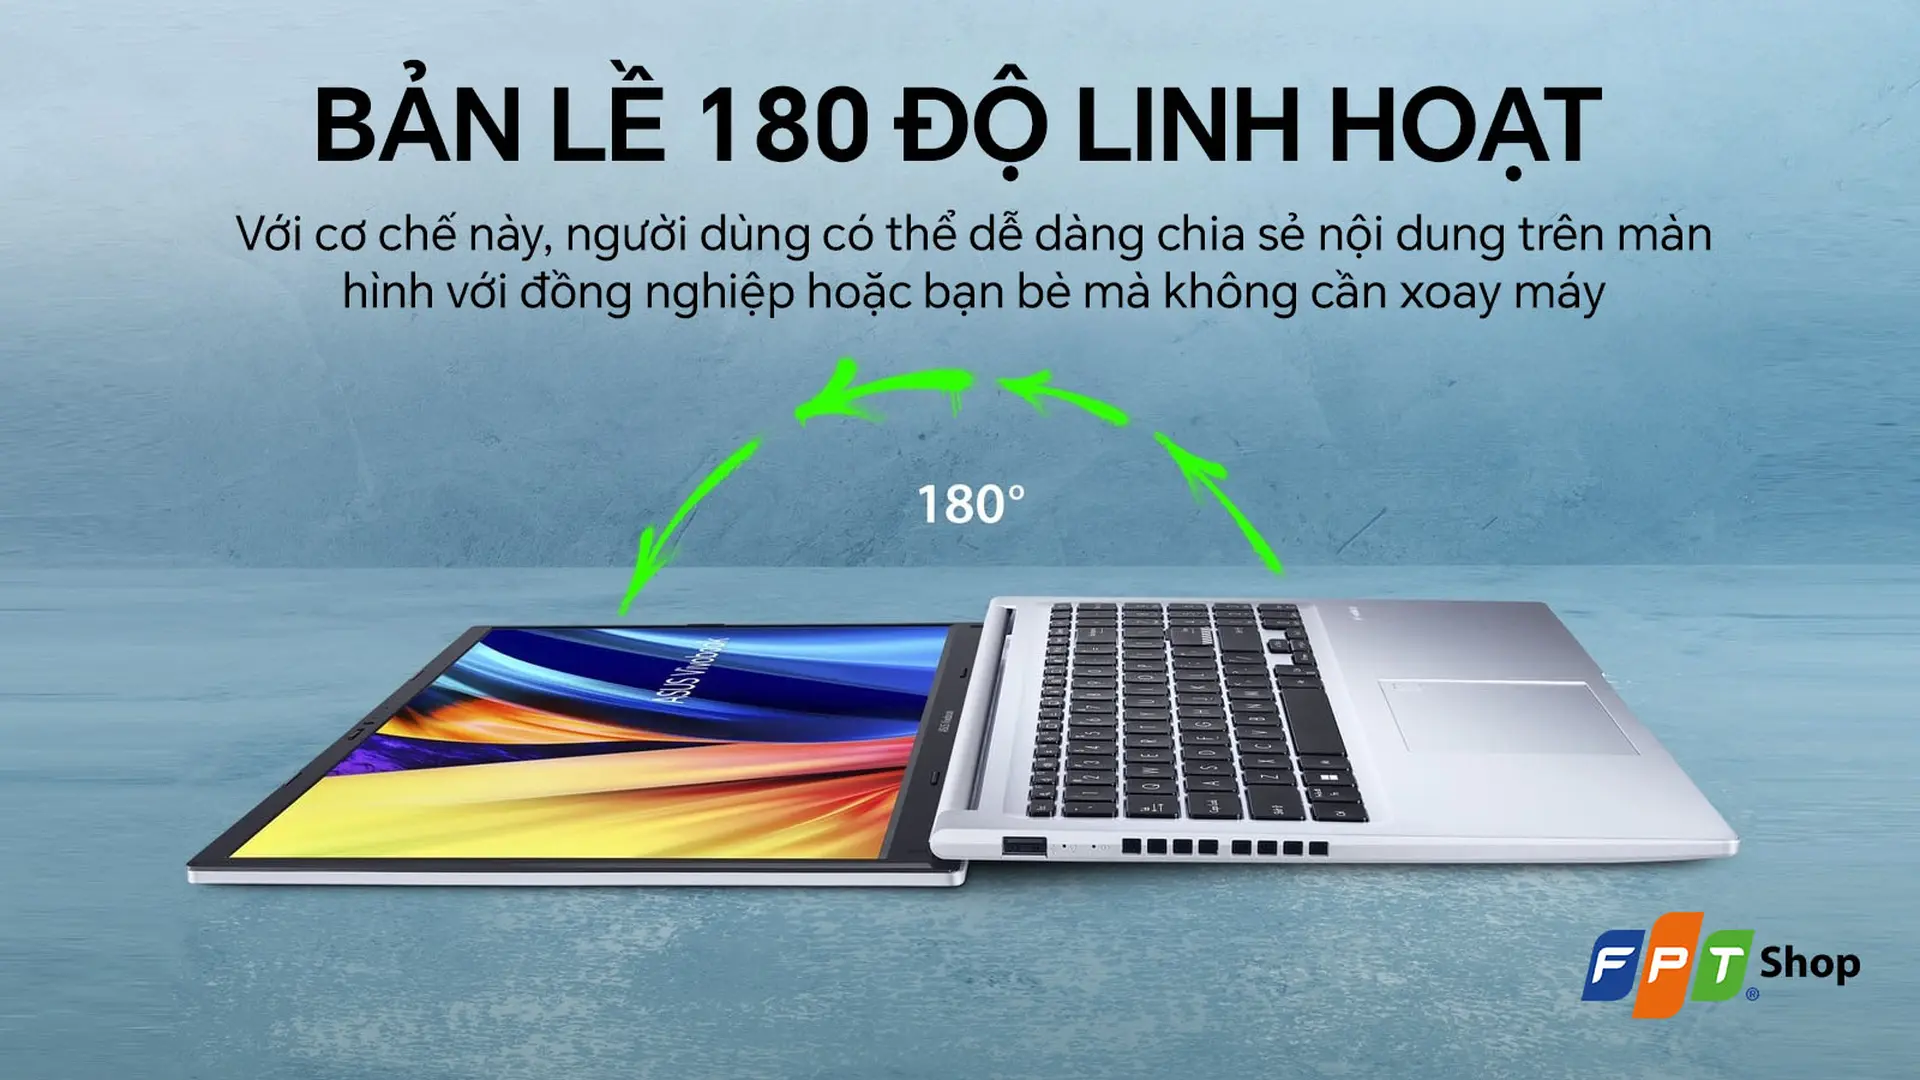 BẢN LỀ 180 ĐỘ LINH HOẠT
Với cơ chế này, người dùng có thể dễ dàng chia sẻ nội dung trên màn
hình với đồng nghiệp hoặc bạn bè mà không cần xoay máy
180°
ASUS Vivobook
FPT® Shop